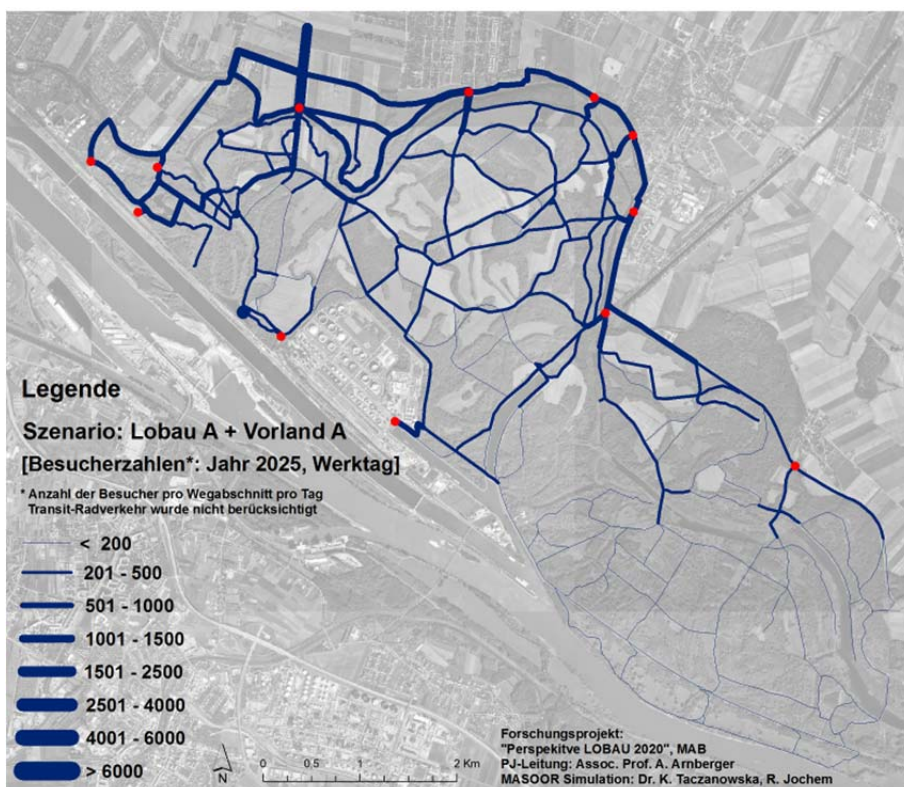 Legende
Szenario: Lobau A + Vorland A
[Besucherzahlen*: Jahr 2025, Werktag]
* Anzahl der Besucher pro Wegabschnitt pro Tag
Transit-Radverkehr wurde nicht berücksichtigt
< 200
201 - 500
501 - 1000
1001 - 1500
1501 - 2500
2501 - 4000
4001 - 6000
> 6000
N
0 0.5 1 2 Km
Forschungsprojekt:
"Perspekitve LOBAU 2020", MAB
PJ-Leitung: Assoc. Prof. A. Arnberger
MASOOR Simulation: Dr. K. Taczanowska, R. Jochem